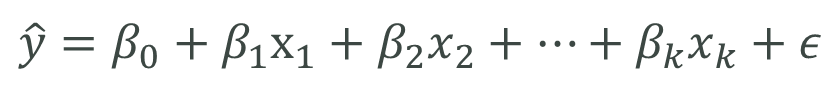 ŷ = β₀ + β₁x₁ + β₂x₂ + ⋯ + βₖxₖ + ϵ